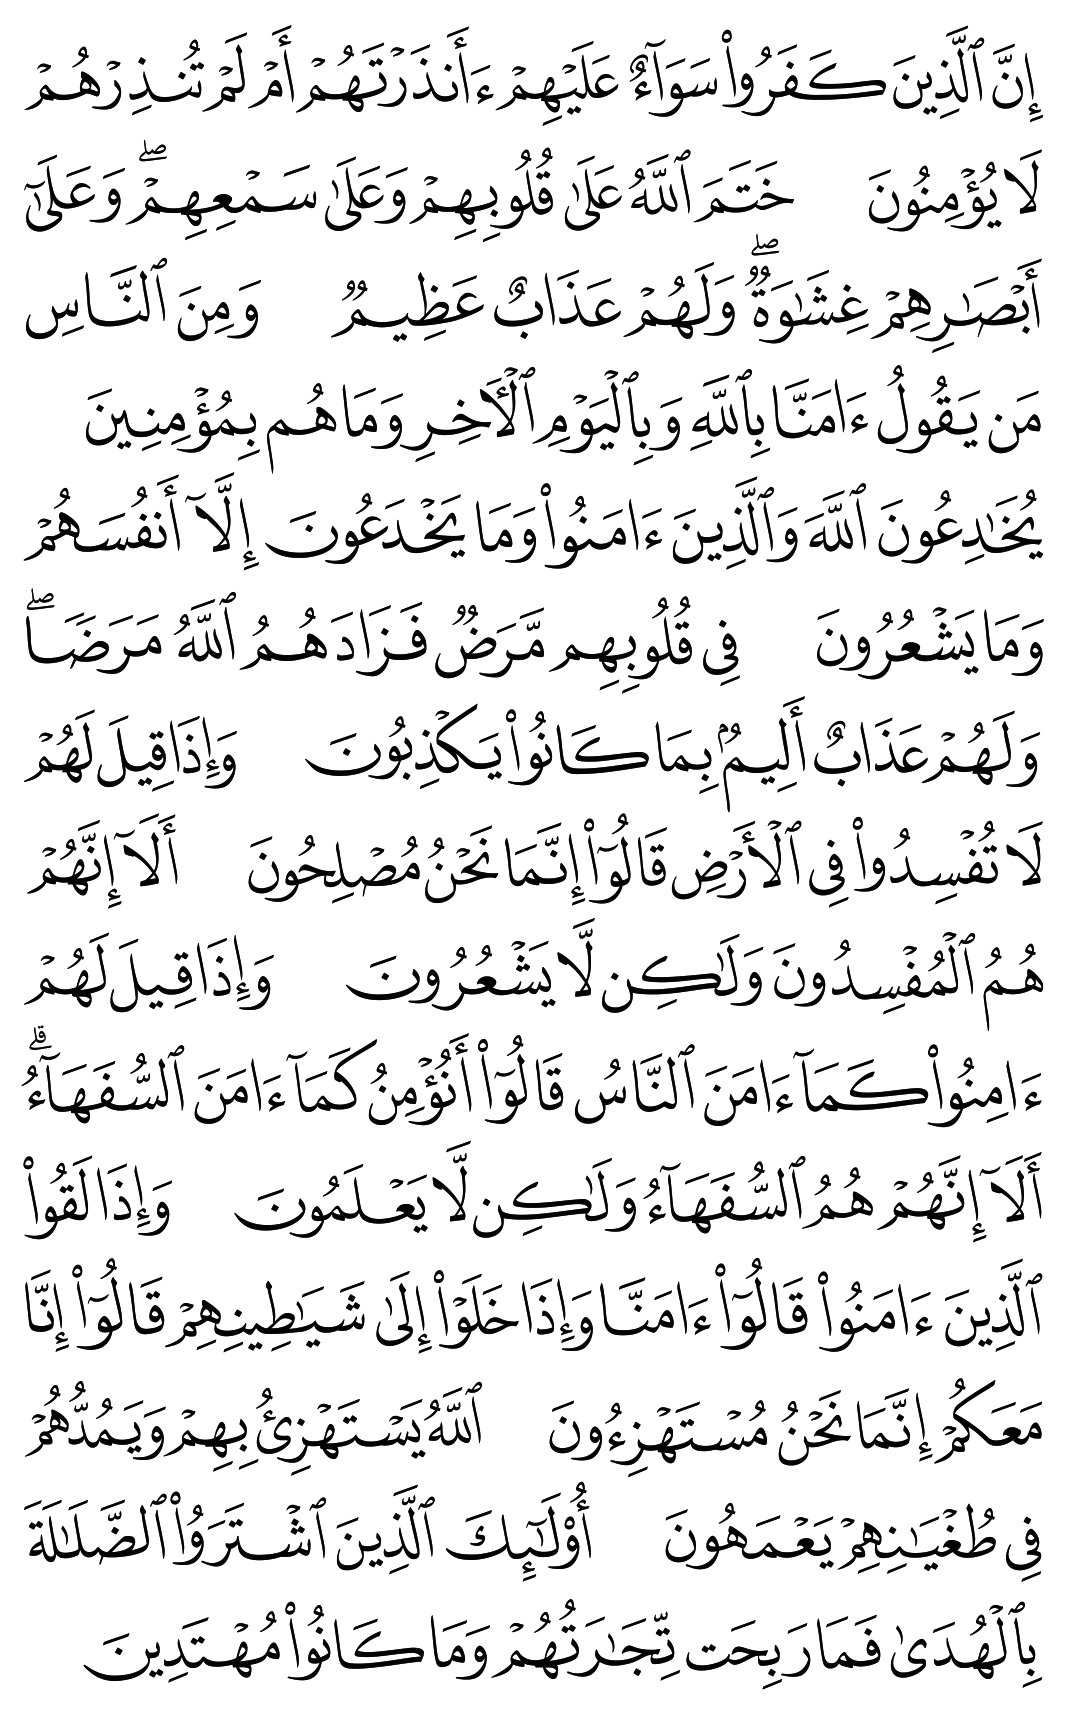 إِنَّ ٱلَّذِينَ كَفَرُوا۟ سَوَآءٌ عَلَيْهِمْ ءَأَنذَرْتَهُمْ أَمْ لَمْ تُنذِرْهُمْ
لَا يُؤْمِنُونَ خَتَمَ ٱللَّهُ عَلَىٰ قُلُوبِهِمْ وَعَلَىٰ سَمْعِهِمْ ۖ وَعَلَىٰٓ
أَبْصَـٰرِهِمْ غِشَـٰوَةٌ ۖ وَلَهُمْ عَذَابٌ عَظِيمٌ وَمِنَ ٱلنَّاسِ
مَن يَقُولُ ءَامَنَّا بِٱللَّهِ وَبِٱلْيَوْمِ ٱلْـَٔاخِرِ وَمَا هُم بِمُؤْمِنِينَ
يُخَـٰدِعُونَ ٱللَّهَ وَٱلَّذِينَ ءَامَنُوا۟ وَمَا يَخْدَعُونَ إِلَّآ أَنفُسَهُمْ
وَمَا يَشْعُرُونَ فِى قُلُوبِهِم مَّرَضٌ فَزَادَهُمُ ٱللَّهُ مَرَضًا ۖ
وَلَهُمْ عَذَابٌ أَلِيمٌۢ بِمَا كَانُوا۟ يَكْذِبُونَ وَإِذَا قِيلَ لَهُمْ
لَا تُفْسِدُوا۟ فِى ٱلْأَرْضِ قَالُوٓا۟ إِنَّمَا نَحْنُ مُصْلِحُونَ أَلَآ إِنَّهُمْ
هُمُ ٱلْمُفْسِدُونَ وَلَـٰكِن لَّا يَشْعُرُونَ وَإِذَا قِيلَ لَهُمْ
ءَامِنُوا۟ كَمَآ ءَامَنَ ٱلنَّاسُ قَالُوٓا۟ أَنُؤْمِنُ كَمَآ ءَامَنَ ٱلسُّفَهَآءُ ۗ
أَلَآ إِنَّهُمْ هُمُ ٱلسُّفَهَآءُ وَلَـٰكِن لَّا يَعْلَمُونَ وَإِذَا لَقُوا۟
ٱلَّذِينَ ءَامَنُوا۟ قَالُوٓا۟ ءَامَنَّا وَإِذَا خَلَوْا۟ إِلَىٰ شَيَـٰطِينِهِمْ قَالُوٓا۟ إِنَّا
مَعَكُمْ إِنَّمَا نَحْنُ مُسْتَهْزِءُونَ ٱللَّهُ يَسْتَهْزِئُ بِهِمْ وَيَمُدُّهُمْ
فِى طُغْيَـٰنِهِمْ يَعْمَهُونَ أُو۟لَـٰٓئِكَ ٱلَّذِينَ ٱشْتَرَوُا۟ ٱلضَّلَـٰلَةَ
بِٱلْهُدَىٰ فَمَا رَبِحَت تِّجَـٰرَتُهُمْ وَمَا كَانُوا۟ مُهْتَدِينَ